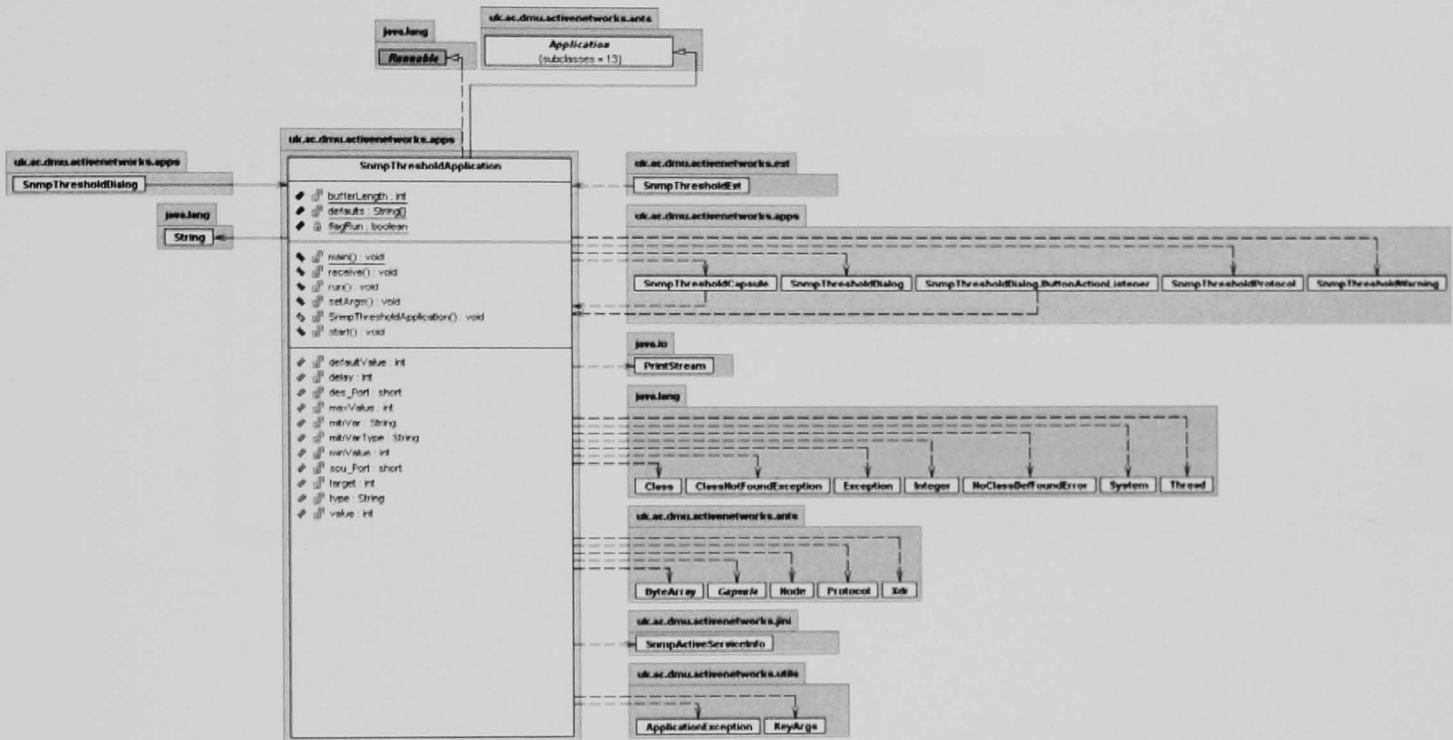 java.lang
Runnable
uk.ac.dmu.activenetworks.ants
Application
{subclasses = 13}
uk.ac.dmu.activenetworks.apps
SnmpThresholdDialog
java.lang
String
uk.ac.dmu.activenetworks.apps
SnmpThresholdApplication
bufferLength : int
defaults : String[]
flagRun : boolean
main() : void
receive() : void
run() : void
setArgs() : void
SnmpThresholdApplication() : void
start() : void
defaultValue : int
delay : int
des_Port : short
maxValue : int
mibVar : String
mibVarType : String
minValue : int
sou_Port : short
target : int
type : String
value : int
uk.ac.dmu.activenetworks.ext
SnmpThresholdExt
uk.ac.dmu.activenetworks.apps
SnmpThresholdCapsule SnmpThresholdDialog SnmpThresholdDialog.ButtonActionListener SnmpThresholdProtocol SnmpThresholdWarning
java.io
PrintStream
java.lang
Class ClassNotFoundException Exception Integer NoClassDefFoundError System Thread
uk.ac.dmu.activenetworks.ants
ByteArray Capsule Node Protocol Xdr
uk.ac.dmu.activenetworks.jini
SnmpActiveServiceInfo
uk.ac.dmu.activenetworks.utils
ApplicationException KeyArgs